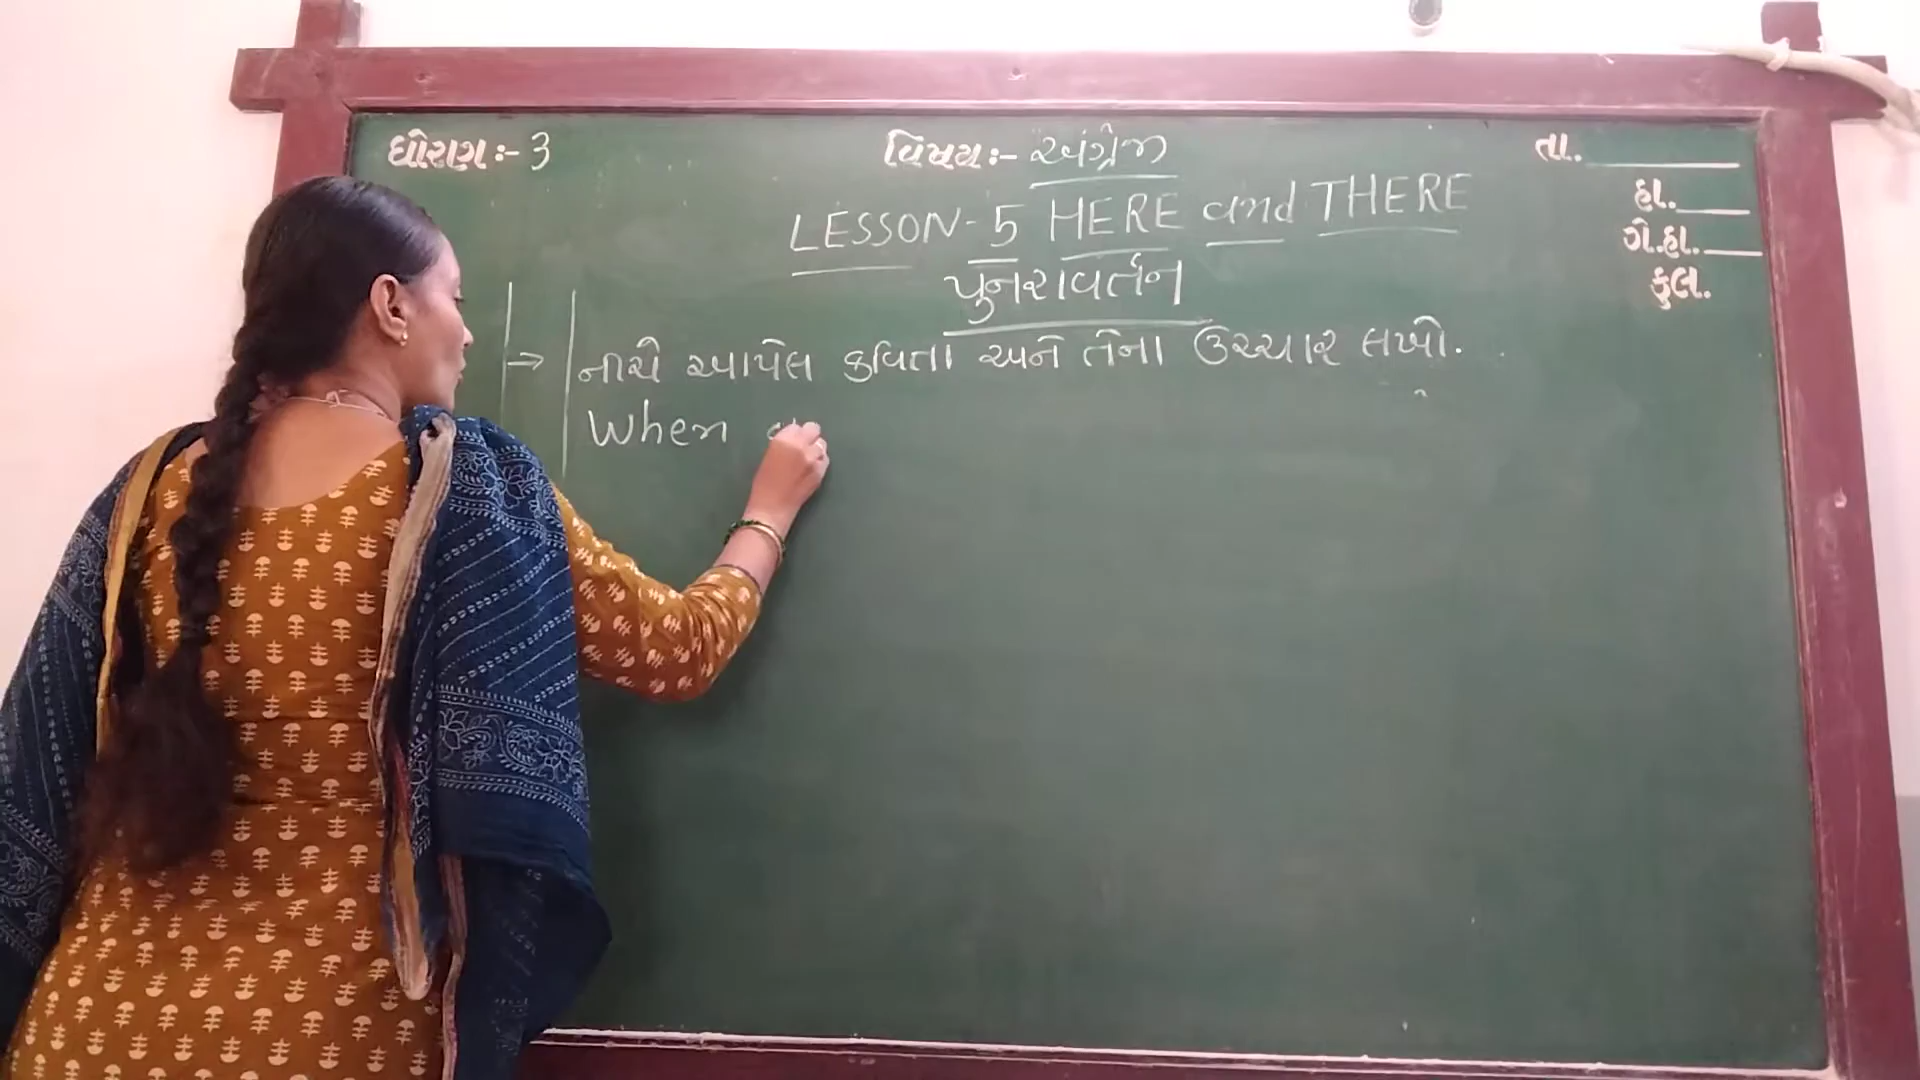 ધોરણ:- 3
વિષય:- અંગ્રેજી
તા.
હા.
ગે.હા.
કુલ.
LESSON-5 HERE and THERE
પુનરાવર્તન
→ નીચે આપેલ કવિતા અને તેના ઉચ્ચાર લખો.
When